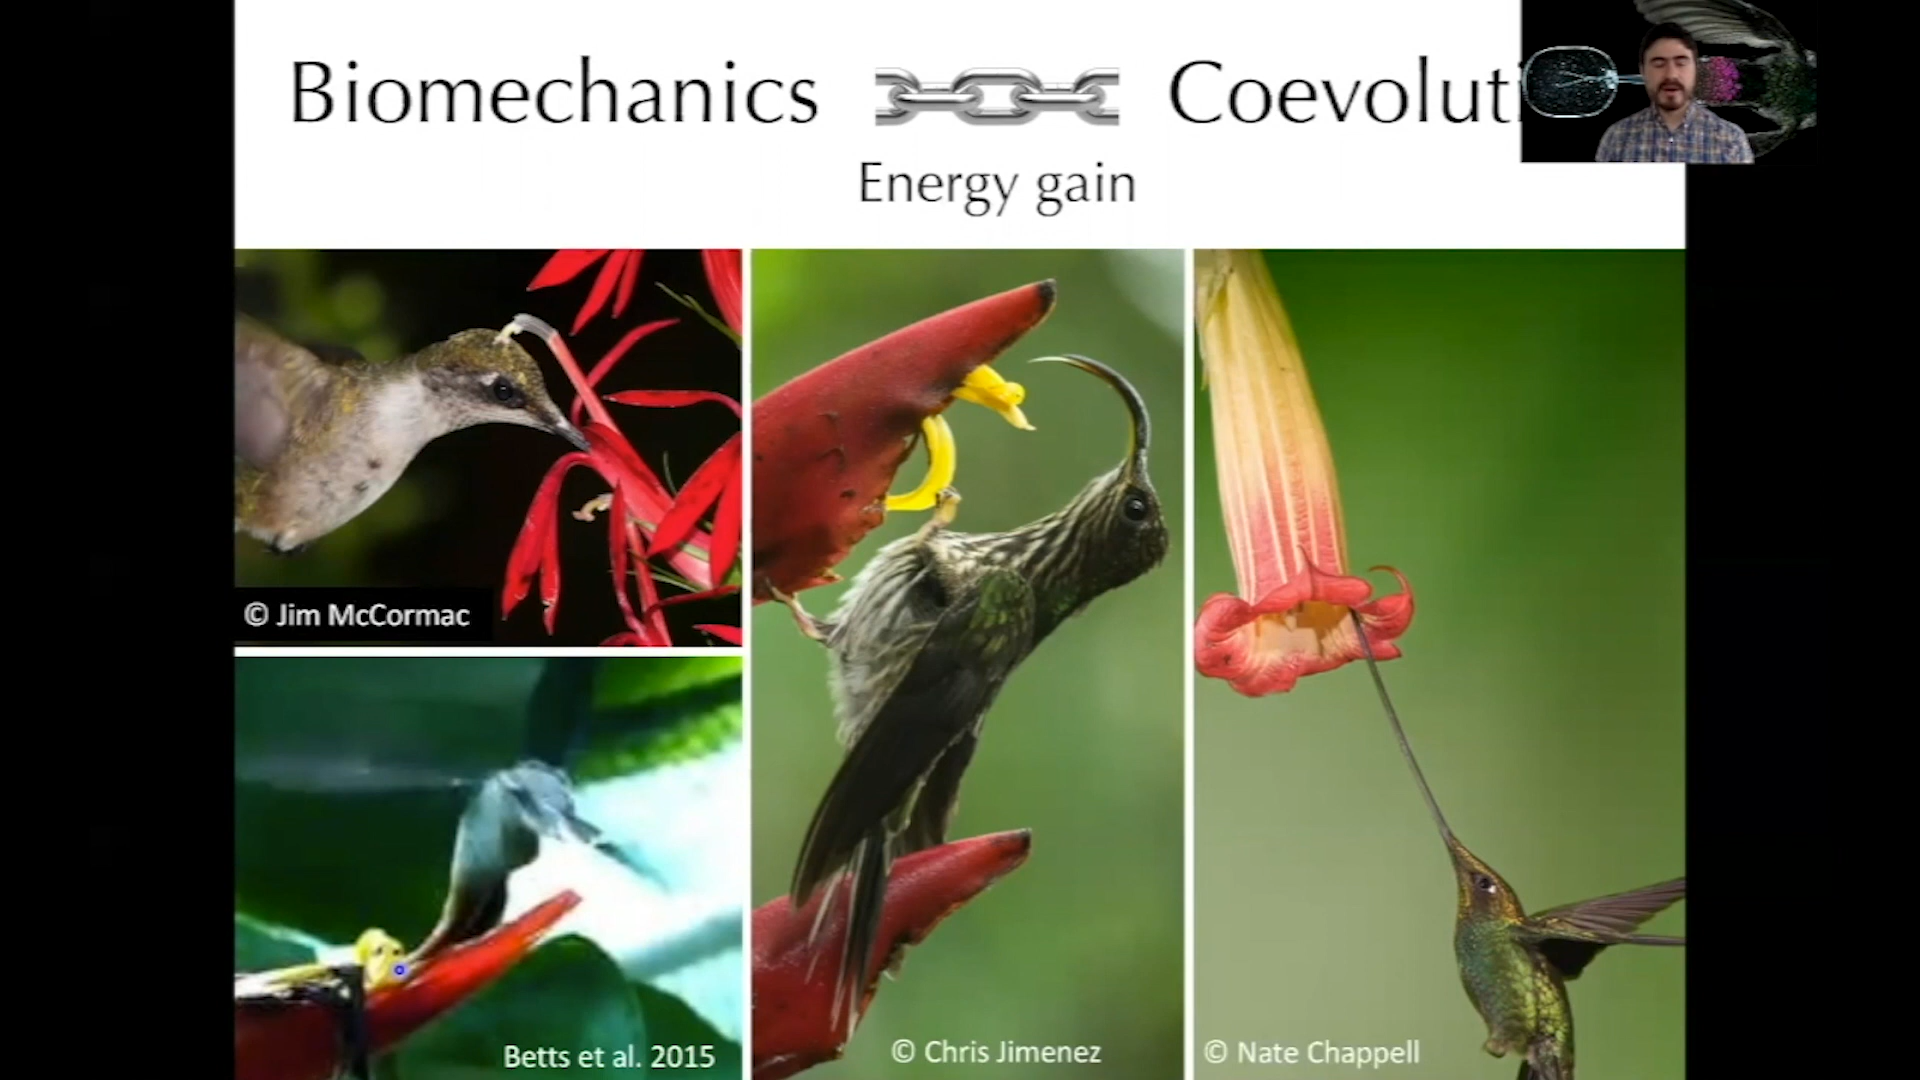 Biomechanics Coevoluti
Energy gain
© Jim McCormac
Betts et al. 2015
© Chris Jimenez
© Nate Chappell